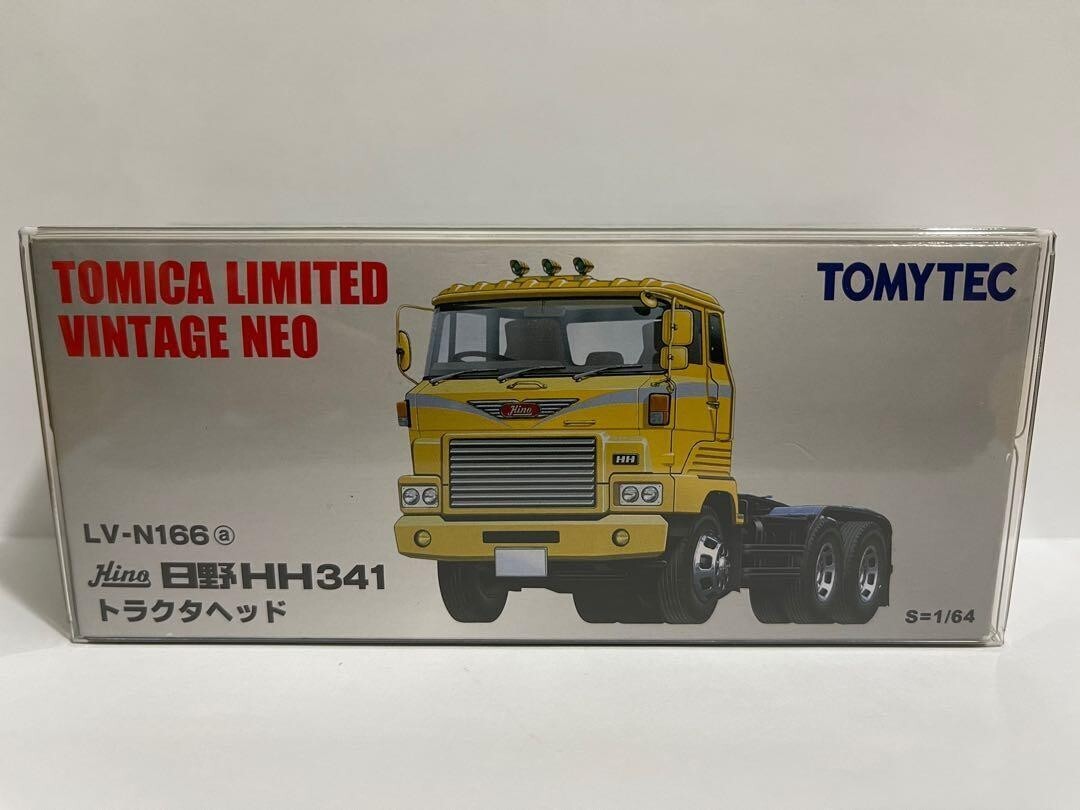 TOMICA LIMITED
VINTAGE NEO
TOMYTEC
Hino
HH
LV-N166 ⓐ
Hino 日野HH341
トラクタヘッド
S=1/64